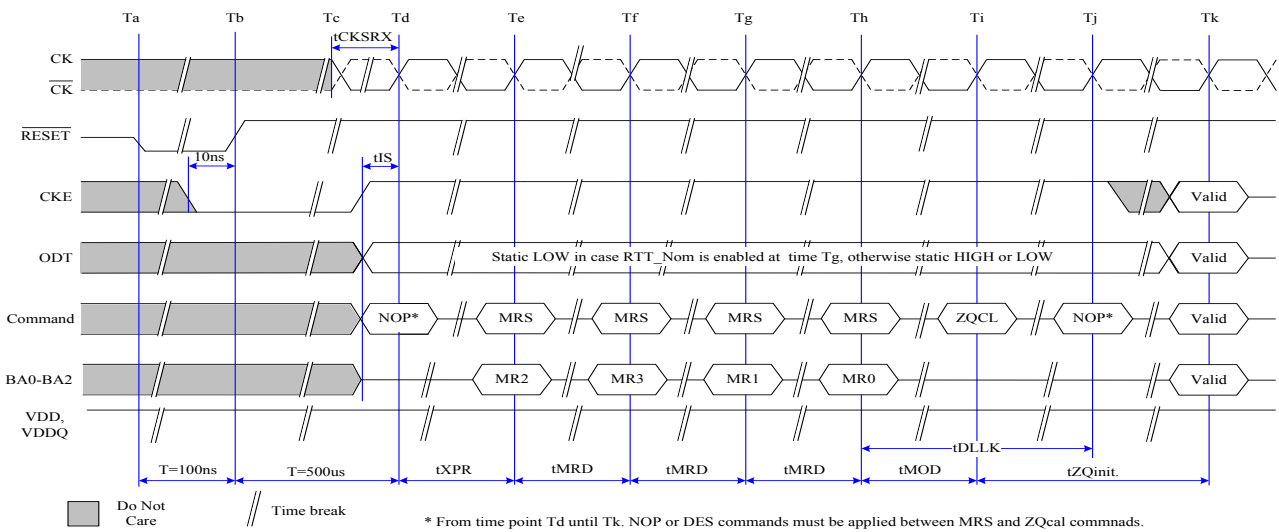 Ta Tb Tc Td Te Tf Tg Th Ti Tj Tk
tCKSRX
CK
CK
RESET
10ns
tIS
CKE
Valid
ODT
Static LOW in case RTT_Nom is enabled at time Tg, otherwise static HIGH or LOW
Valid
Command
NOP*
MRS
MRS
MRS
MRS
ZQCL
NOP*
Valid
BA0-BA2
MR2
MR3
MR1
MR0
Valid
VDD,
VDDQ
tDLLK
T=100ns
T=500us
tXPR
tMRD
tMRD
tMRD
tMOD
tZQinit.
Do Not
Care
Time break
* From time point Td until Tk. NOP or DES commands must be applied between MRS and ZQcal commnads.